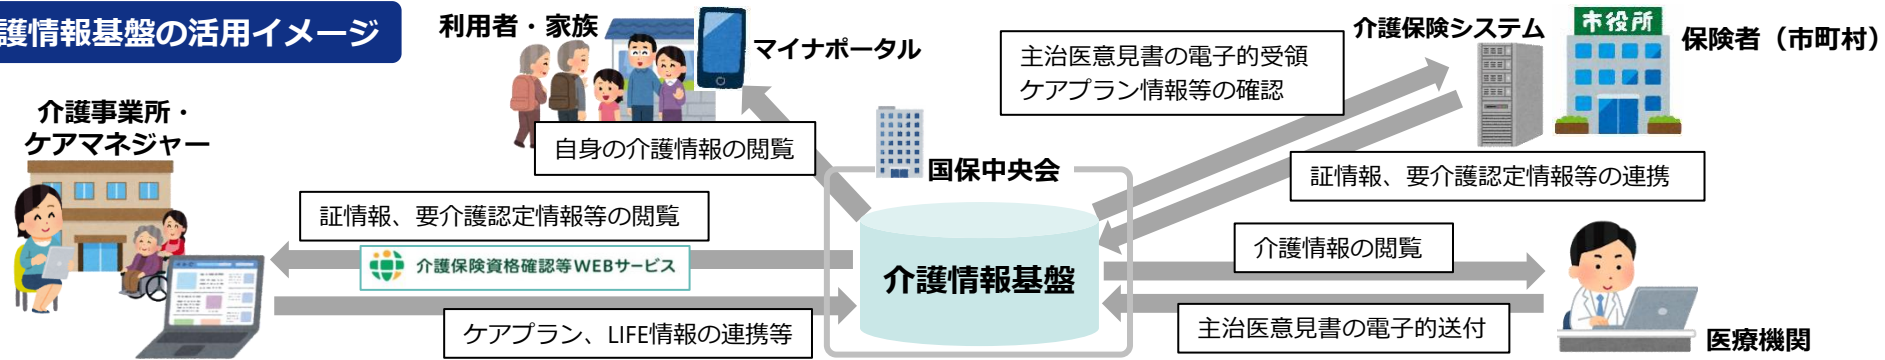 護情報基盤の活用イメージ
利用者・家族
マイナポータル
自身の介護情報の閲覧
介護事業所・
ケアマネジャー
証情報、要介護認定情報等の閲覧
介護保険資格確認等WEBサービス
ケアプラン、LIFE情報の連携等
国保中央会
介護情報基盤
主治医意見書の電子的受領
ケアプラン情報等の確認
介護保険システム
市役所
保険者（市町村）
証情報、要介護認定情報等の連携
介護情報の閲覧
主治医意見書の電子的送付
医療機関